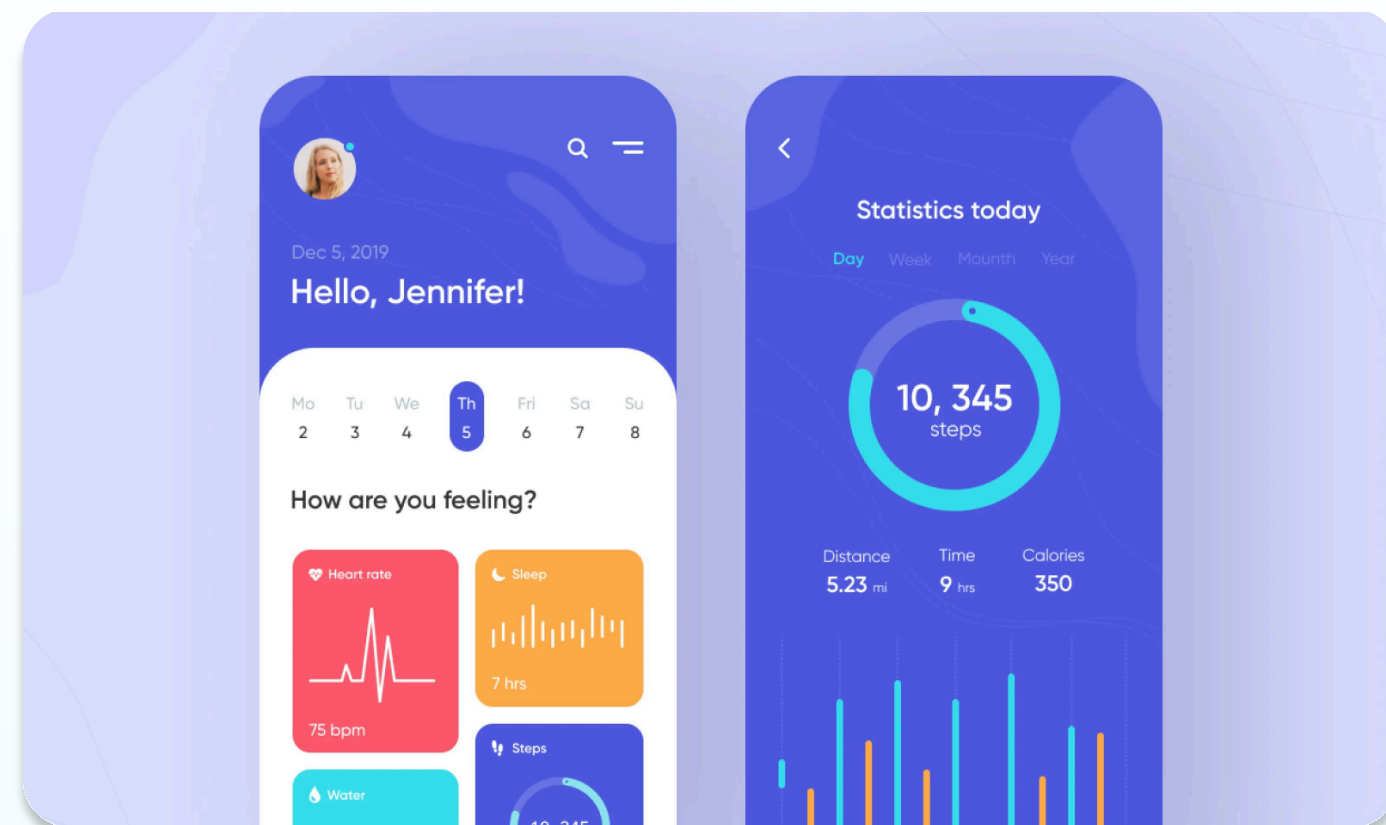 Dec 5, 2019
Hello, Jennifer!
Mo Tu We Th Fri Sa Su
2 3 4 5 6 7 8
How are you feeling?
Heart rate
75 bpm
Sleep
7 hrs
Water
Steps
10, 345
Statistics today
Day Week Mounth Year
10, 345
steps
Distance Time Calories
5.23 mi 9 hrs 350